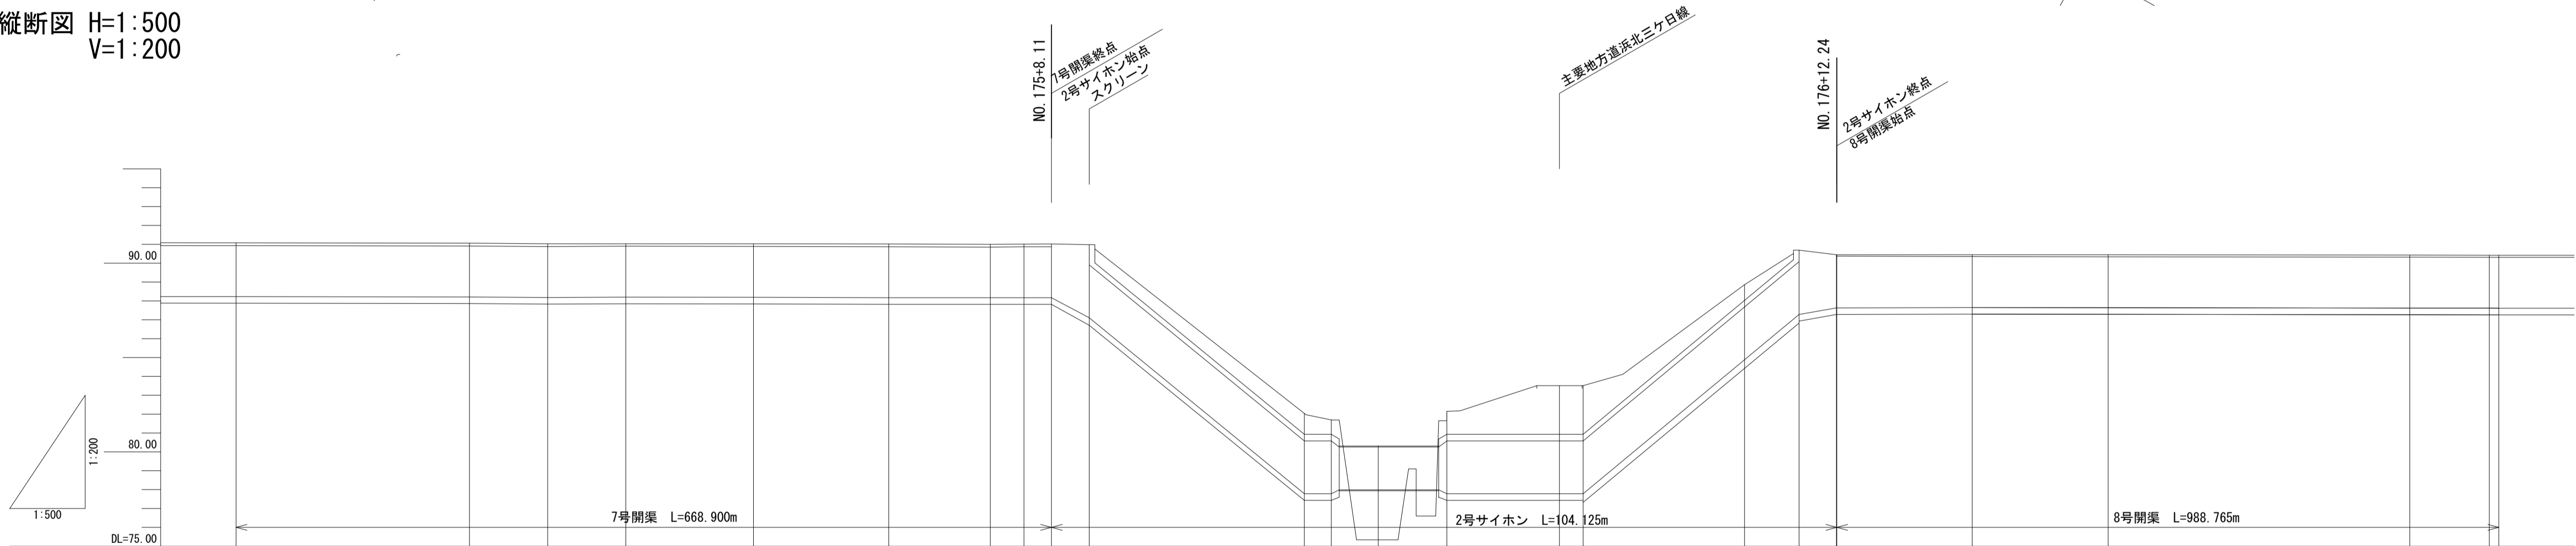 縦断図 H=1:500
V=1:200
NO.175+8.11
7号開渠終点
2号サイホン始点
スクリーン
主要地方道浜北三ケ日線
NO.176+12.24
2号サイホン終点
8号開渠始点
90.00
80.00
1:200
1:500
DL=75.00
7号開渠 L=668.900m
2号サイホン L=104.125m
8号開渠 L=988.765m